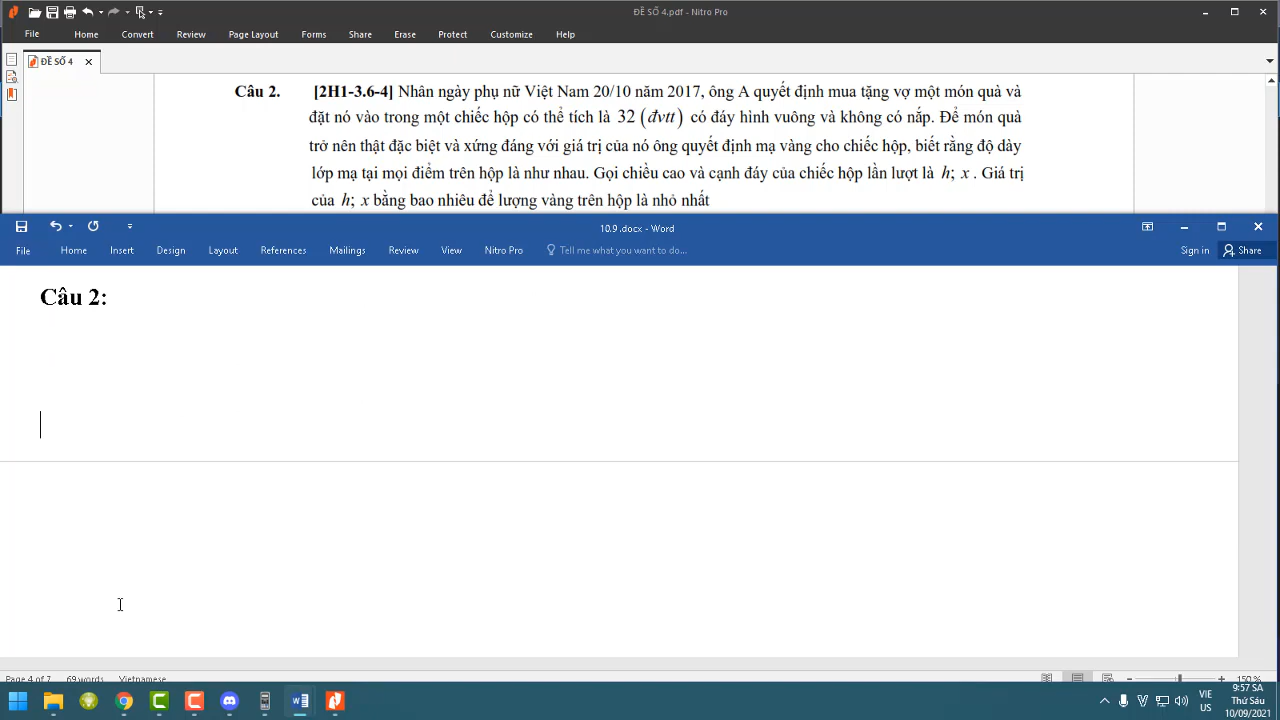 ĐỀ SỐ 4.pdf - Nitro Pro
File Home Convert Review Page Layout Forms Share Erase Protect Customize Help
ĐỀ SỐ 4 ×
Câu 2. [2H1-3.6-4] Nhân ngày phụ nữ Việt Nam 20/10 năm 2017, ông A quyết định mua tặng vợ một món quà và
đặt nó vào trong một chiếc hộp có thể tích là 32 (đvtt) có đáy hình vuông và không có nắp. Để món quà
trở nên thật đặc biệt và xứng đáng với giá trị của nó ông quyết định mạ vàng cho chiếc hộp, biết rằng độ dày
lớp mạ tại mọi điểm trên hộp là như nhau. Gọi chiều cao và cạnh đáy của chiếc hộp lần lượt là h; x . Giá trị
của h; x bằng bao nhiêu để lượng vàng trên hộp là nhỏ nhất
10.9 .docx - Word
File Home Insert Design Layout References Mailings Review View Nitro Pro Tell me what you want to do... Sign in Share
Câu 2:
Page 4 of 7 69 words Vietnamese 150 %
VIE
US
9:57 SA
Thứ Sáu
10/09/2021